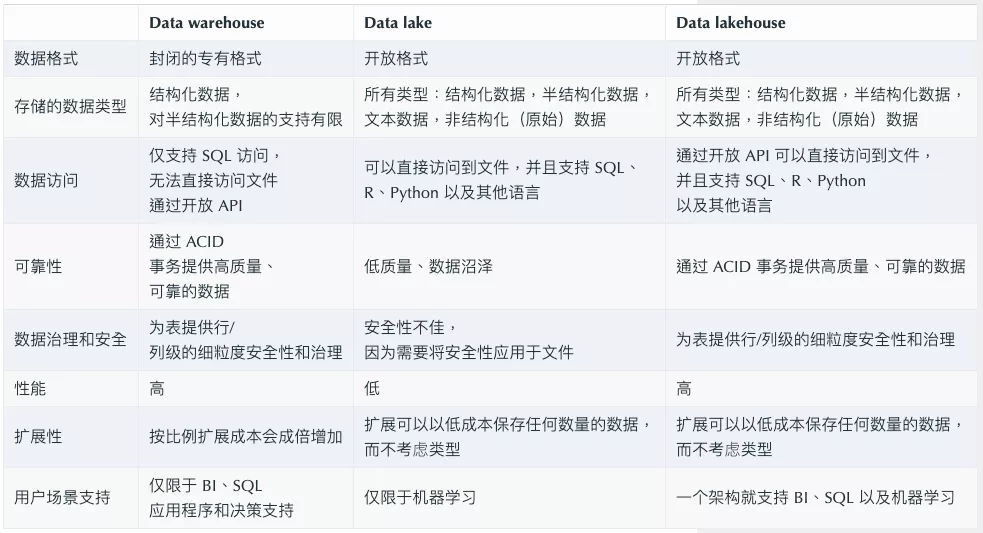 Data warehouse Data lake Data lakehouse
数据格式 封闭的专有格式 开放格式 开放格式
存储的数据类型
结构化数据，
对半结构化数据的支持有限
所有类型：结构化数据，半结构化数据，
文本数据，非结构化（原始）数据
所有类型：结构化数据，半结构化数据，
文本数据，非结构化（原始）数据
数据访问
仅支持 SQL 访问，
无法直接访问文件
通过开放 API
可以直接访问到文件，并且支持 SQL、
R、Python 以及其他语言
通过开放 API 可以直接访问到文件，
并且支持 SQL、R、Python
以及其他语言
可靠性
通过 ACID
事务提供高质量、
可靠的数据
低质量、数据沼泽
通过 ACID 事务提供高质量、可靠的数据
数据治理和安全
为表提供行/
列级的细粒度安全性和治理
安全性不佳，
因为需要将安全性应用于文件
为表提供行/列级的细粒度安全性和治理
性能 高 低 高
扩展性
按比例扩展成本会成倍增加
扩展可以以低成本保存任何数量的数据，
而不考虑类型
扩展可以以低成本保存任何数量的数据，
而不考虑类型
用户场景支持
仅限于 BI、SQL
应用程序和决策支持
仅限于机器学习
一个架构就支持 BI、SQL 以及机器学习